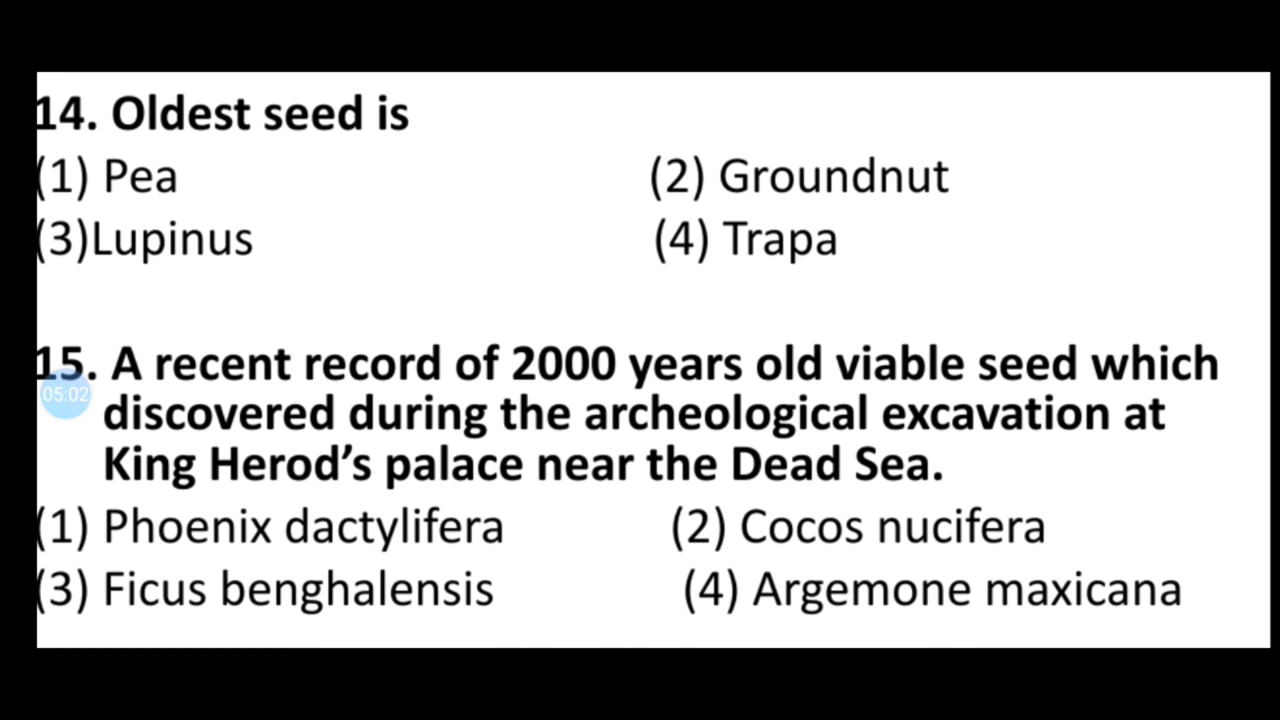 14. Oldest seed is
(1) Pea (2) Groundnut
(3)Lupinus (4) Trapa
15. A recent record of 2000 years old viable seed which
05:02
discovered during the archeological excavation at
King Herod's palace near the Dead Sea.
(1) Phoenix dactylifera (2) Cocos nucifera
(3) Ficus benghalensis (4) Argemone maxicana